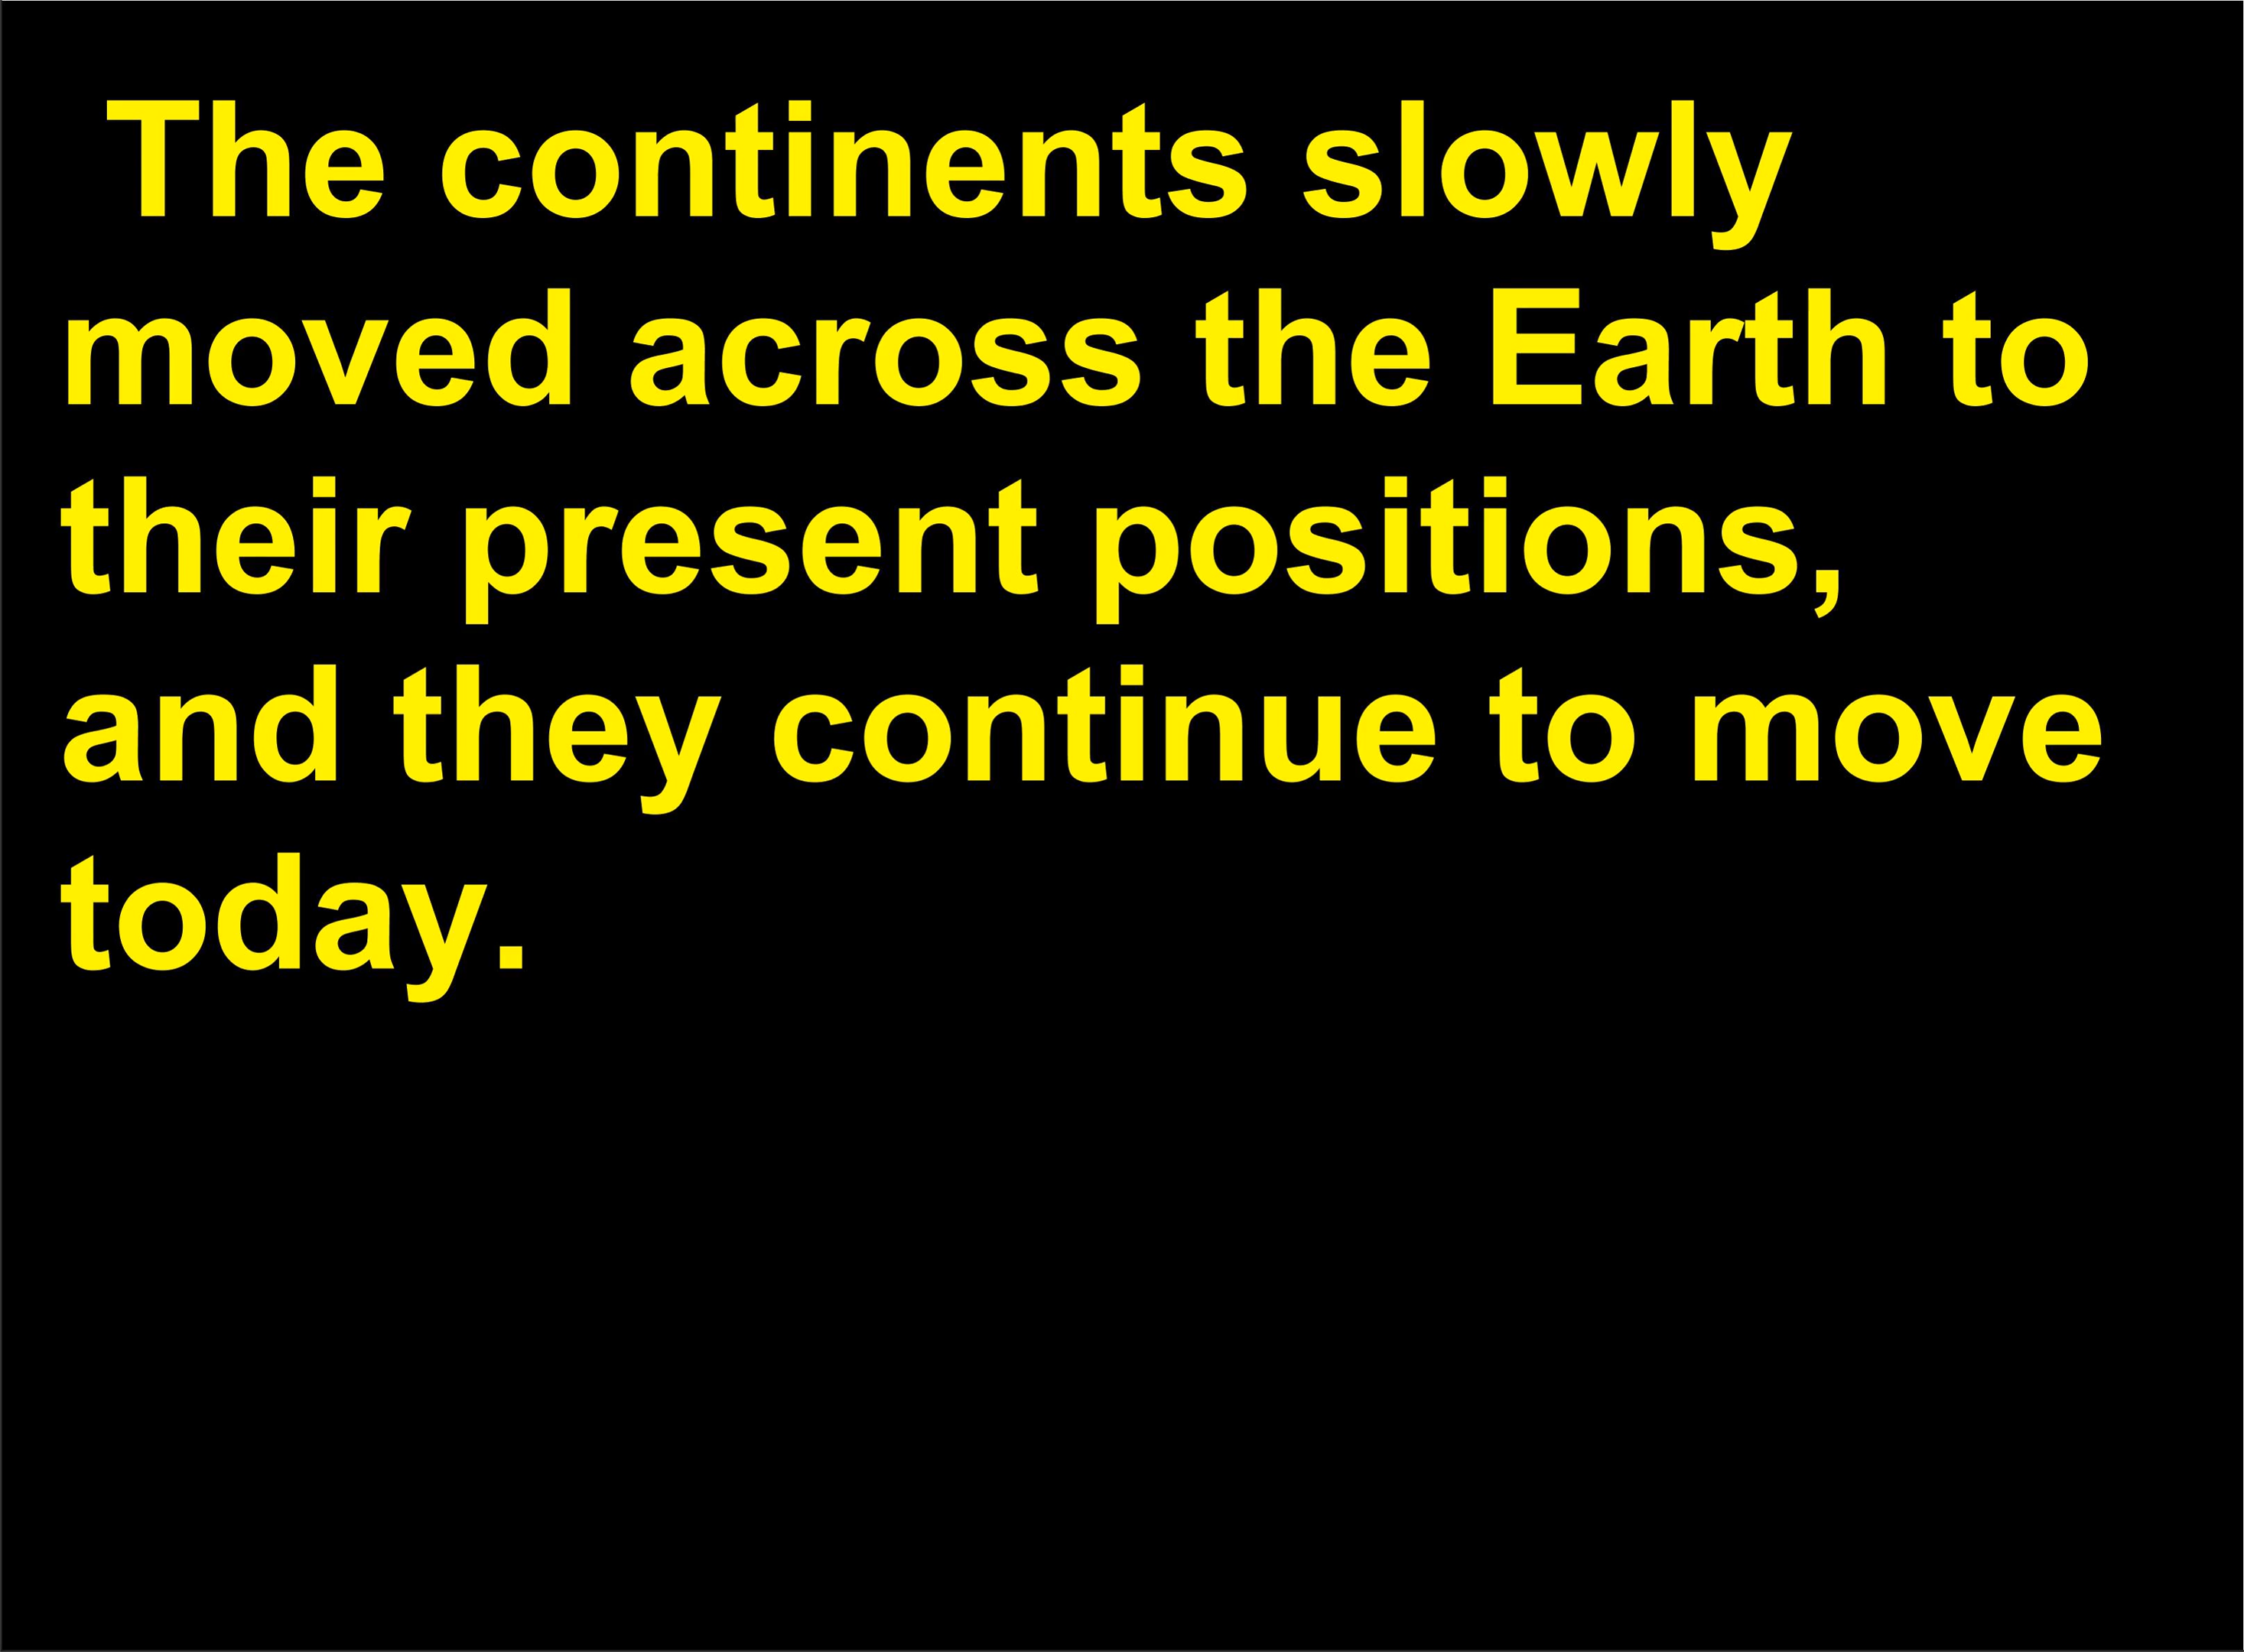 The continents slowly
moved across the Earth to
their present positions,
and they continue to move
today.